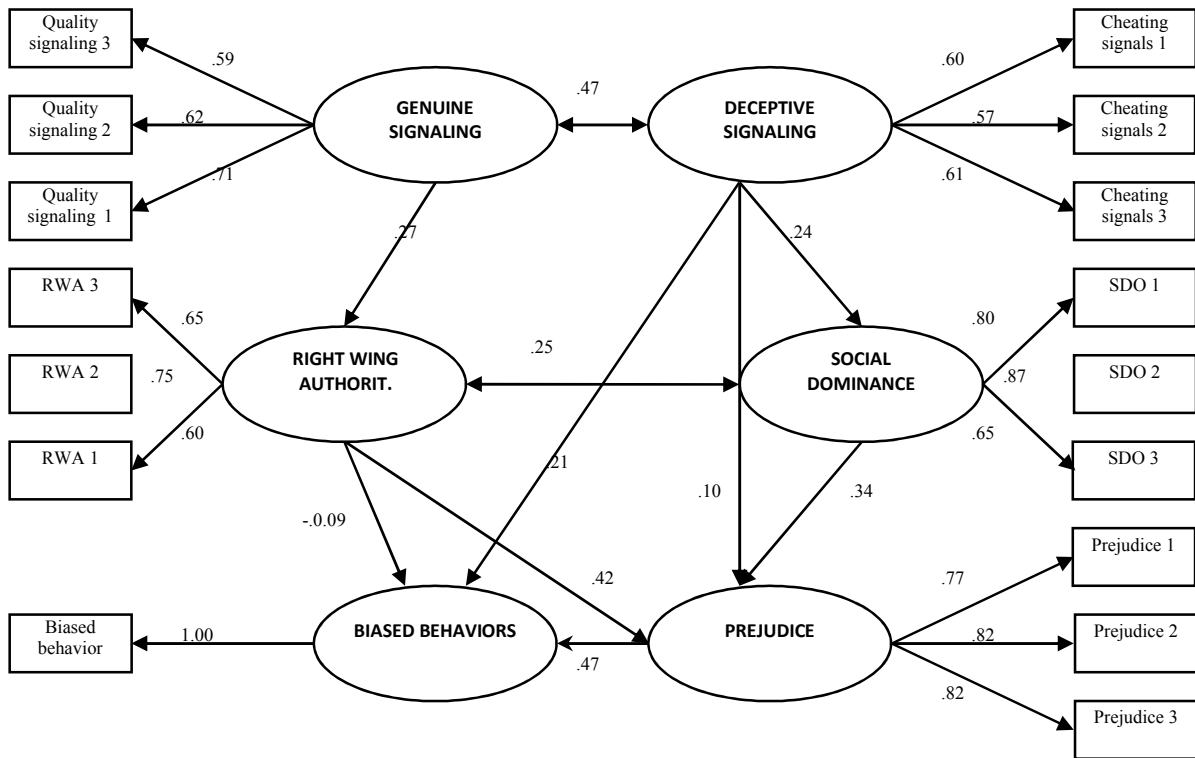 Quality
signaling 3
Quality
signaling 2
Quality
signaling 1
.59
.62
.71
GENUINE
SIGNALING
.47
DECEPTIVE
SIGNALING
.60
.57
.61
Cheating
signals 1
Cheating
signals 2
Cheating
signals 3
.27
.24
RWA 3
RWA 2
RWA 1
.65
.75
.60
RIGHT WING
AUTHORIT.
.25
SOCIAL
DOMINANCE
.80
.87
.65
SDO 1
SDO 2
SDO 3
-.0.09
.21
.42
.10
.34
Biased
behavior
1.00
BIASED BEHAVIORS
.47
PREJUDICE
.77
.82
.82
Prejudice 1
Prejudice 2
Prejudice 3